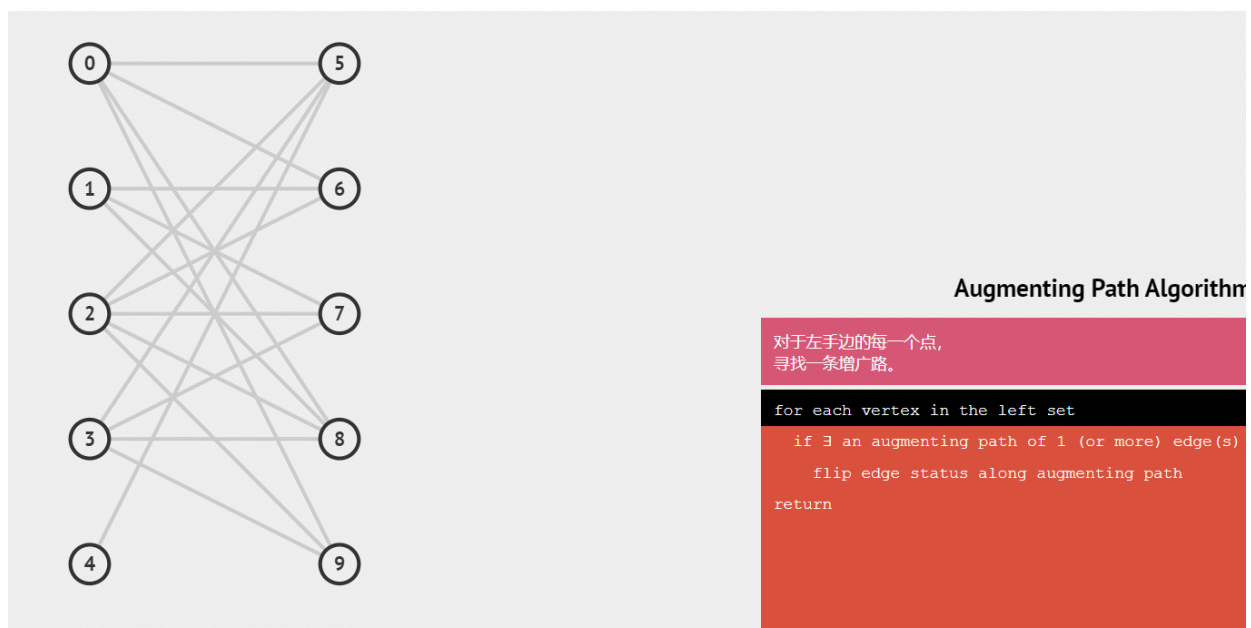 0 5
1 6
2 7
3 8
4 9
Augmenting Path Algorithm
对于左手边的每一个点,
寻找一条增广路。
for each vertex in the left set
if ∃ an augmenting path of 1 (or more) edge(s)
flip edge status along augmenting path
return